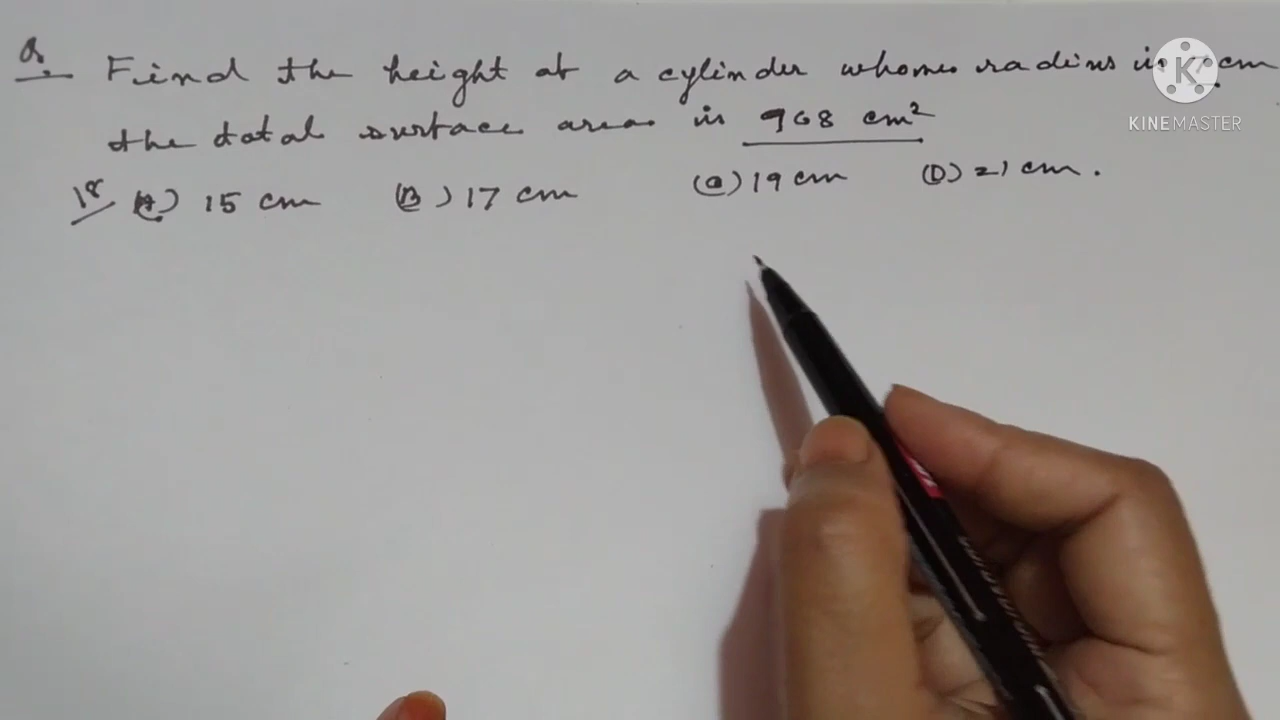 Q. Find the height of a cylinder whose radius is cm
the total surface area is 968 cm²
18 (A) 15 cm (B) 17 cm (C) 19 cm (D) 21 cm.
K
KINEMASTER